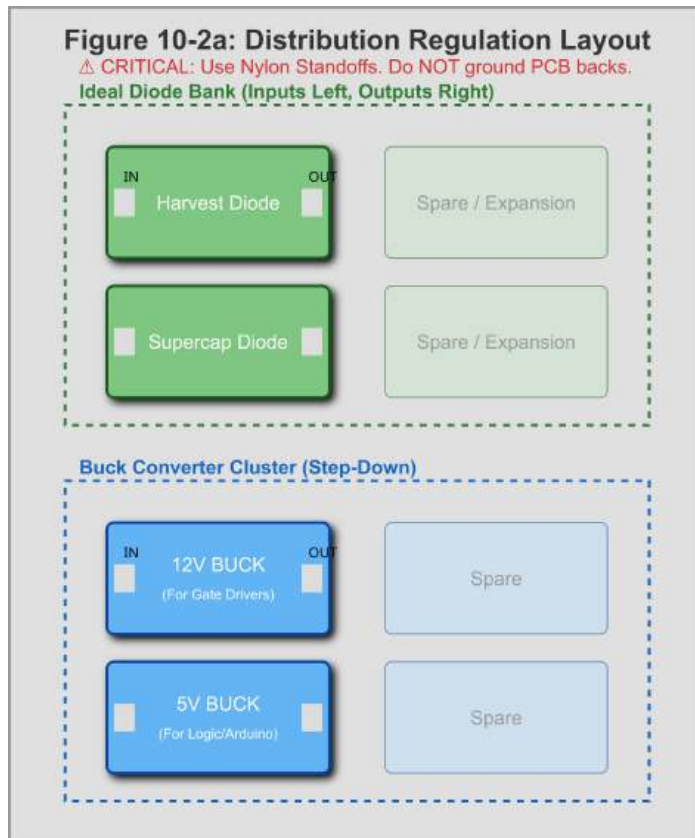 Figure 10-2a: Distribution Regulation Layout
⚠ CRITICAL: Use Nylon Standoffs. Do NOT ground PCB backs.
Ideal Diode Bank (Inputs Left, Outputs Right)
IN
OUT
Harvest Diode
Spare / Expansion
Supercap Diode
Spare / Expansion
Buck Converter Cluster (Step-Down)
IN
OUT
12V BUCK
(For Gate Drivers)
Spare
5V BUCK
(For Logic/Arduino)
Spare